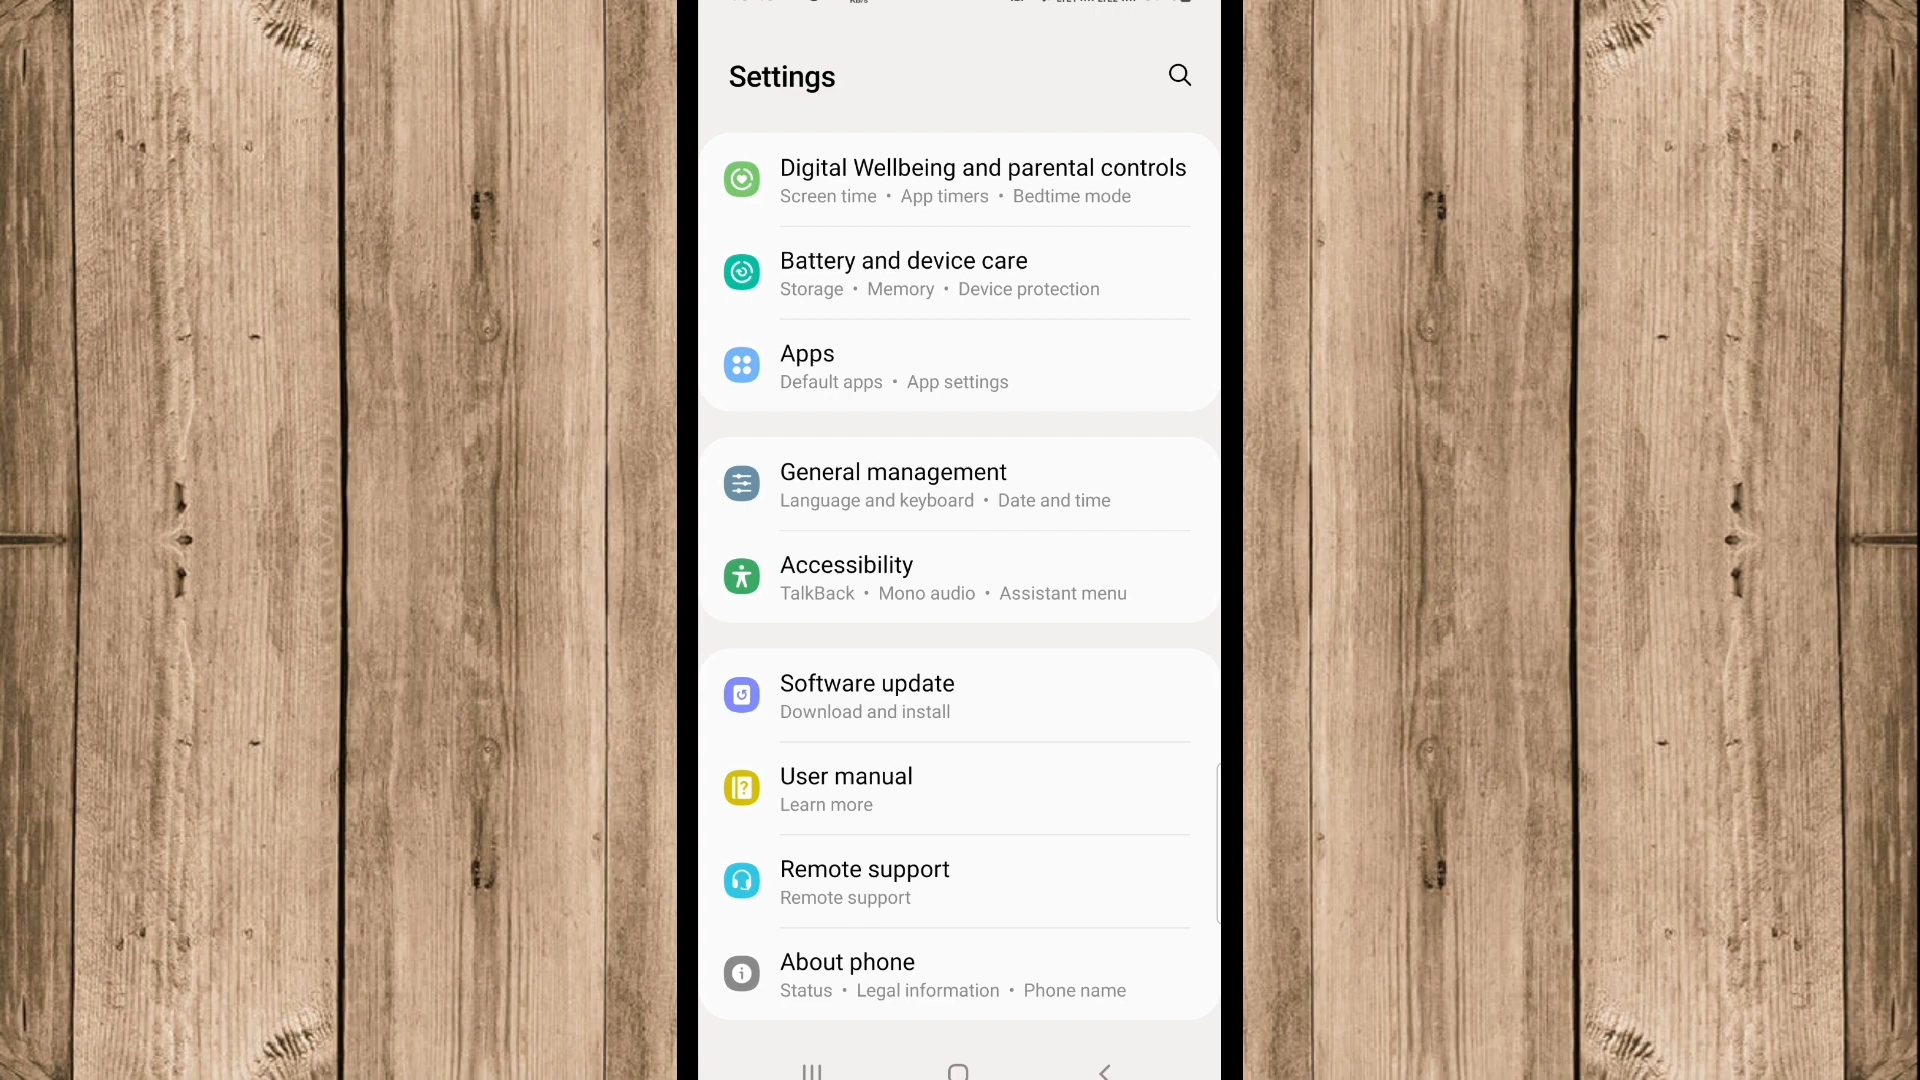 Settings
Digital Wellbeing and parental controls
Screen time • App timers • Bedtime mode
Battery and device care
Storage • Memory • Device protection
Apps
Default apps • App settings
General management
Language and keyboard • Date and time
Accessibility
TalkBack • Mono audio • Assistant menu
Software update
Download and install
User manual
Learn more
Remote support
Remote support
About phone
Status • Legal information • Phone name